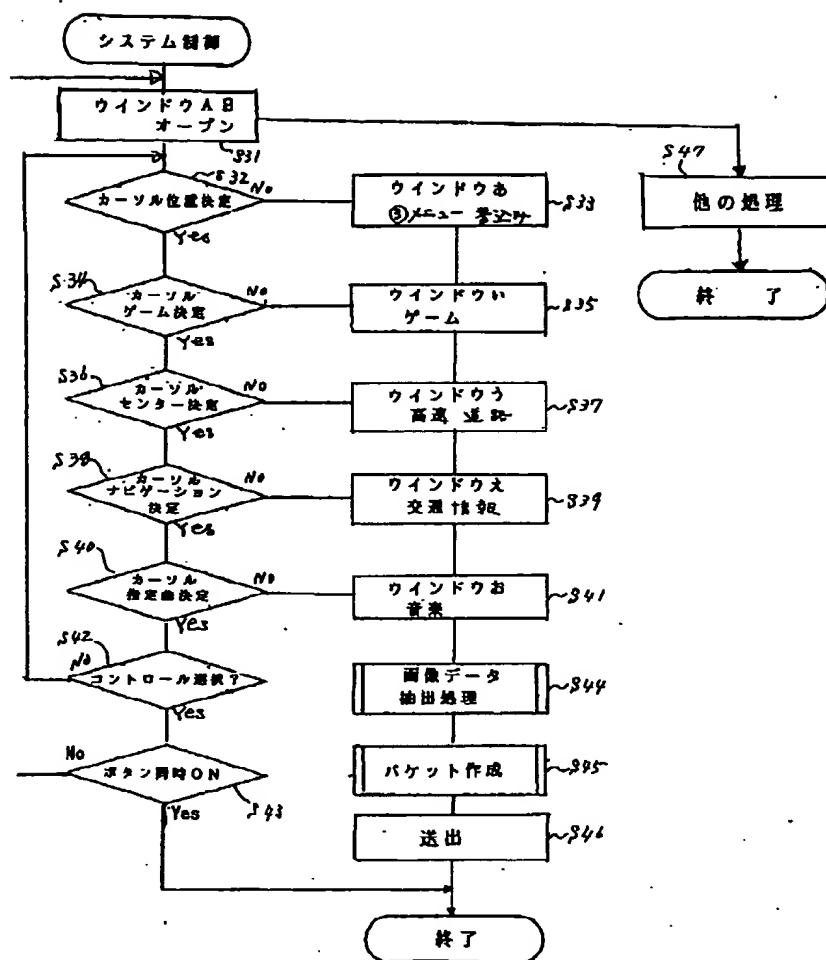 システム制御
ウインドウAB
オープン
S31
S32
カーソル位置決定
No
Yes
ウインドウあ
③メニュー 書込み
S33
S47
他の処理
終 了
S34
カーソル
ゲーム決定
No
Yes
ウインドウい
ゲーム
S35
S36
カーソル
センター決定
No
Yes
ウインドウう
高速 道路
S37
S38
カーソル
ナビゲーション
決定
No
Yes
ウインドウえ
交通 情報
S39
S40
カーソル
指定曲決定
No
Yes
ウインドウお
音楽
S41
S42
No
コントロール選択?
Yes
画像データ
抽出処理
S44
No
ボタン同時ON
Yes
S43
パケット作成
S45
送出
S46
終了